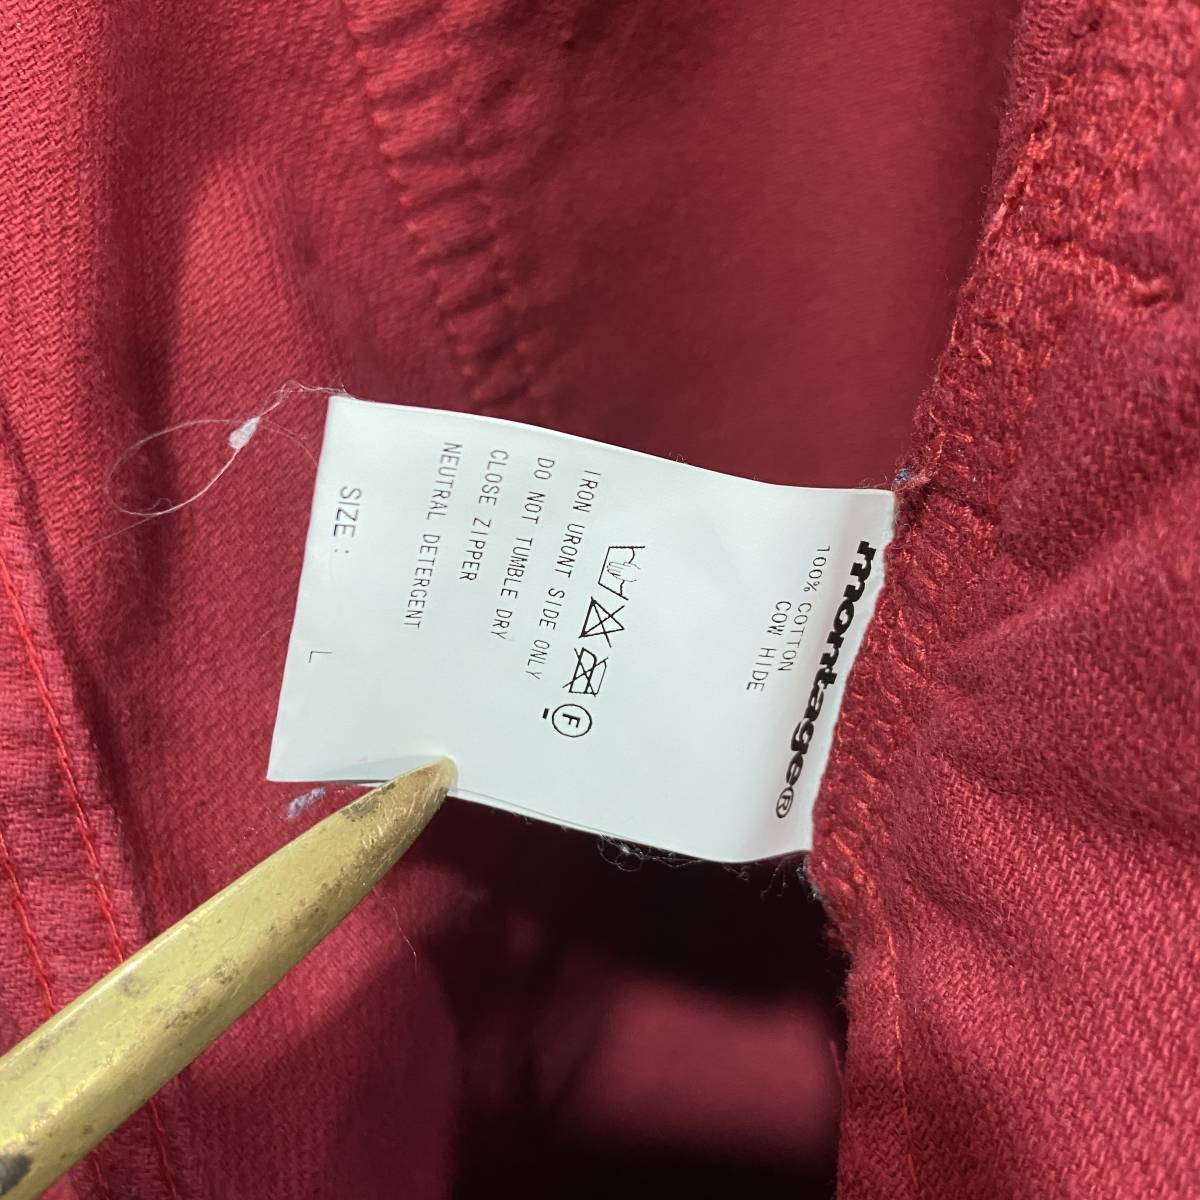 montage®
100% COTTON
COW HIDE
F
IRON URONT SIDE ONLY
DO NOT TUMBLE DRY
CLOSE ZIPPER
NEUTRAL DETERGENT
SIZE: L